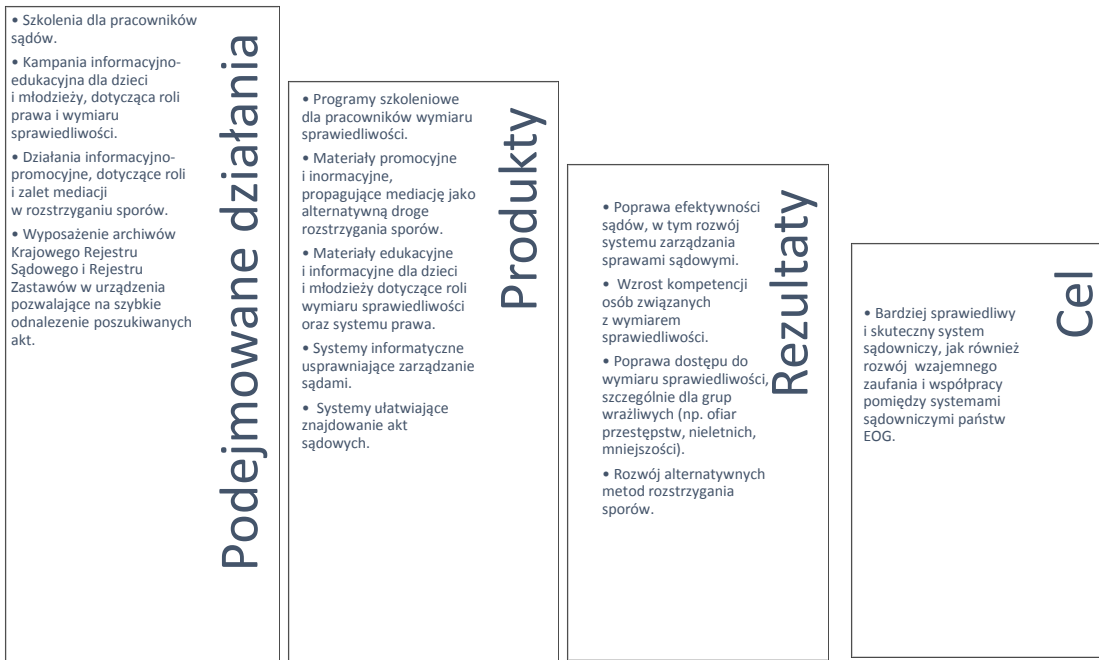 • Szkolenia dla pracowników
sądów.
• Kampania informacyjno-
edukacyjna dla dzieci
i młodzieży, dotycząca roli
prawa i wymiaru
sprawiedliwości.
• Działania informacyjno-
promocyjne, dotyczące roli
i zalet mediacji
w rozstrzyganiu sporów.
• Wyposażenie archiwów
Krajowego Rejestru
Sądowego i Rejestru
Zastawów w urządzenia
pozwalające na szybkie
odnalezienie poszukiwanych
akt.
Podejmowane działania
• Programy szkoleniowe
dla pracowników wymiaru
sprawiedliwości.
• Materiały promocyjne
i inormacyjne,
propagujące mediację jako
alternatywną droge
rozstrzygania sporów.
• Materiały edukacyjne
i informacyjne dla dzieci
i młodzieży dotyczące roli
wymiaru sprawiedliwości
oraz systemu prawa.
• Systemy informatyczne
usprawniające zarządzanie
sądami.
• Systemy ułatwiające
znajdowanie akt
sądowych.
Produkty
• Poprawa efektywności
sądów, w tym rozwój
systemu zarządzania
sprawami sądowymi.
• Wzrost kompetencji
osób związanych
z wymiarem
sprawiedliwości.
• Poprawa dostępu do
wymiaru sprawiedliwości,
szczególnie dla grup
wrażliwych (np. ofiar
przestępstw, nieletnich,
mniejszości).
• Rozwój alternatywnych
metod rozstrzygania
sporów.
Rezultaty
• Bardziej sprawiedliwy
i skuteczny system
sądowniczy, jak również
rozwój wzajemnego
zaufania i współpracy
pomiędzy systemami
sądowniczymi państw
EOG.
Cel